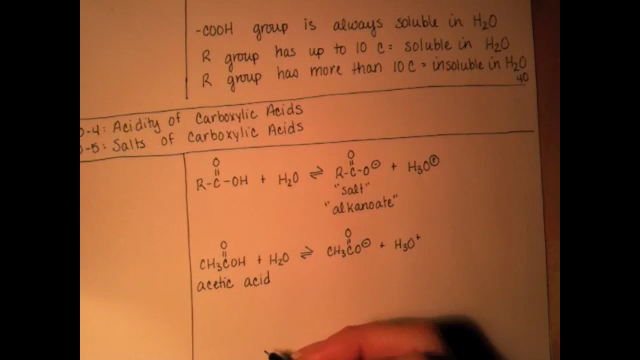 -COOH group is always soluble in H₂O
R group has up to 10 C = soluble in H₂O
R group has more than 10 C = insoluble in H₂O
40
-4: Acidity of Carboxylic Acids
-5: Salts of Carboxylic Acids
O O
R-C-OH + H₂O ⇌ R-C-O⊖ + H₃O⊕
"salt"
"alkanoate"
O O
CH₃COH + H₂O ⇌ CH₃CO⊖ + H₃O⁺
acetic acid